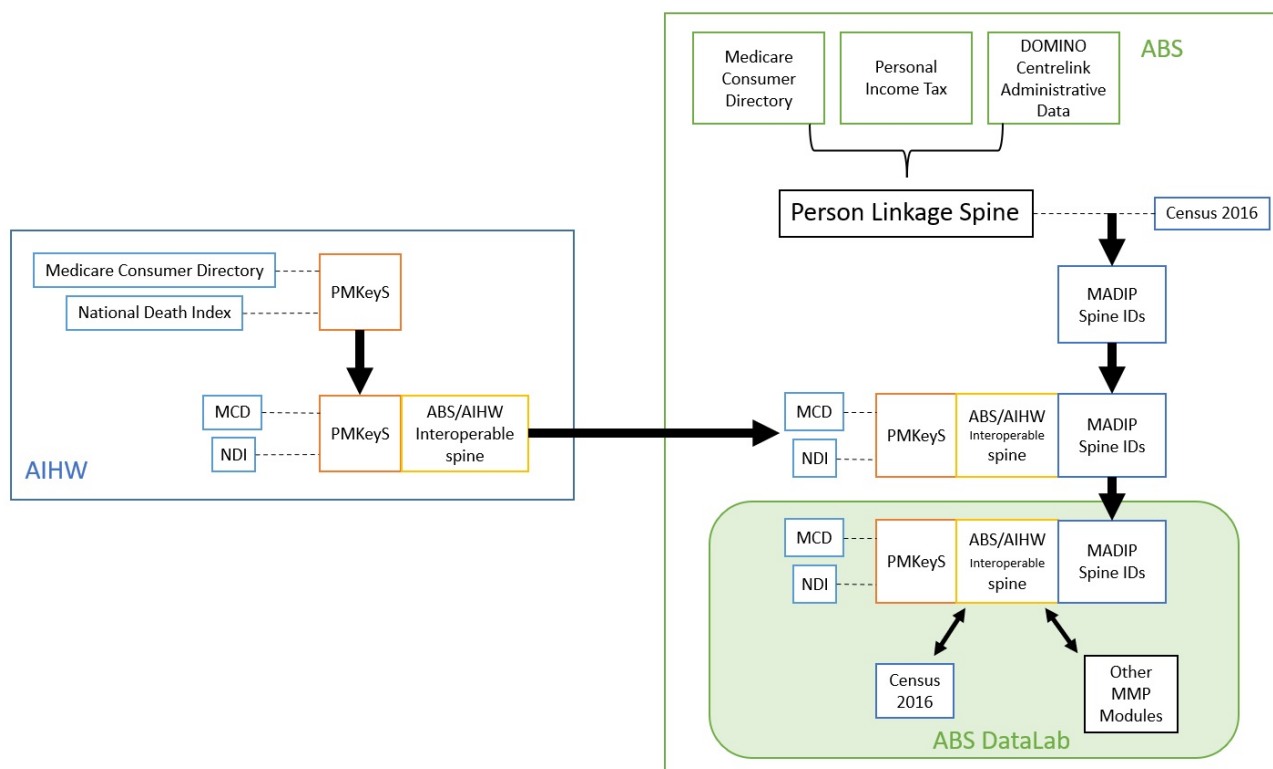 ABS
Medicare
Consumer
Directory
Personal
Income Tax
DOMINO
Centrelink
Administrative
Data
Person Linkage Spine
Census 2016
MADIP
Spine IDs
Medicare Consumer Directory
National Death Index
PMKeyS
MCD
NDI
PMKeyS
ABS/AIHW
Interoperable
spine
AIHW
MCD
NDI
PMKeyS
ABS/AIHW
Interoperable
spine
MADIP
Spine IDs
MCD
NDI
PMKeyS
ABS/AIHW
Interoperable
spine
MADIP
Spine IDs
Census
2016
Other
MMP
Modules
ABS DataLab